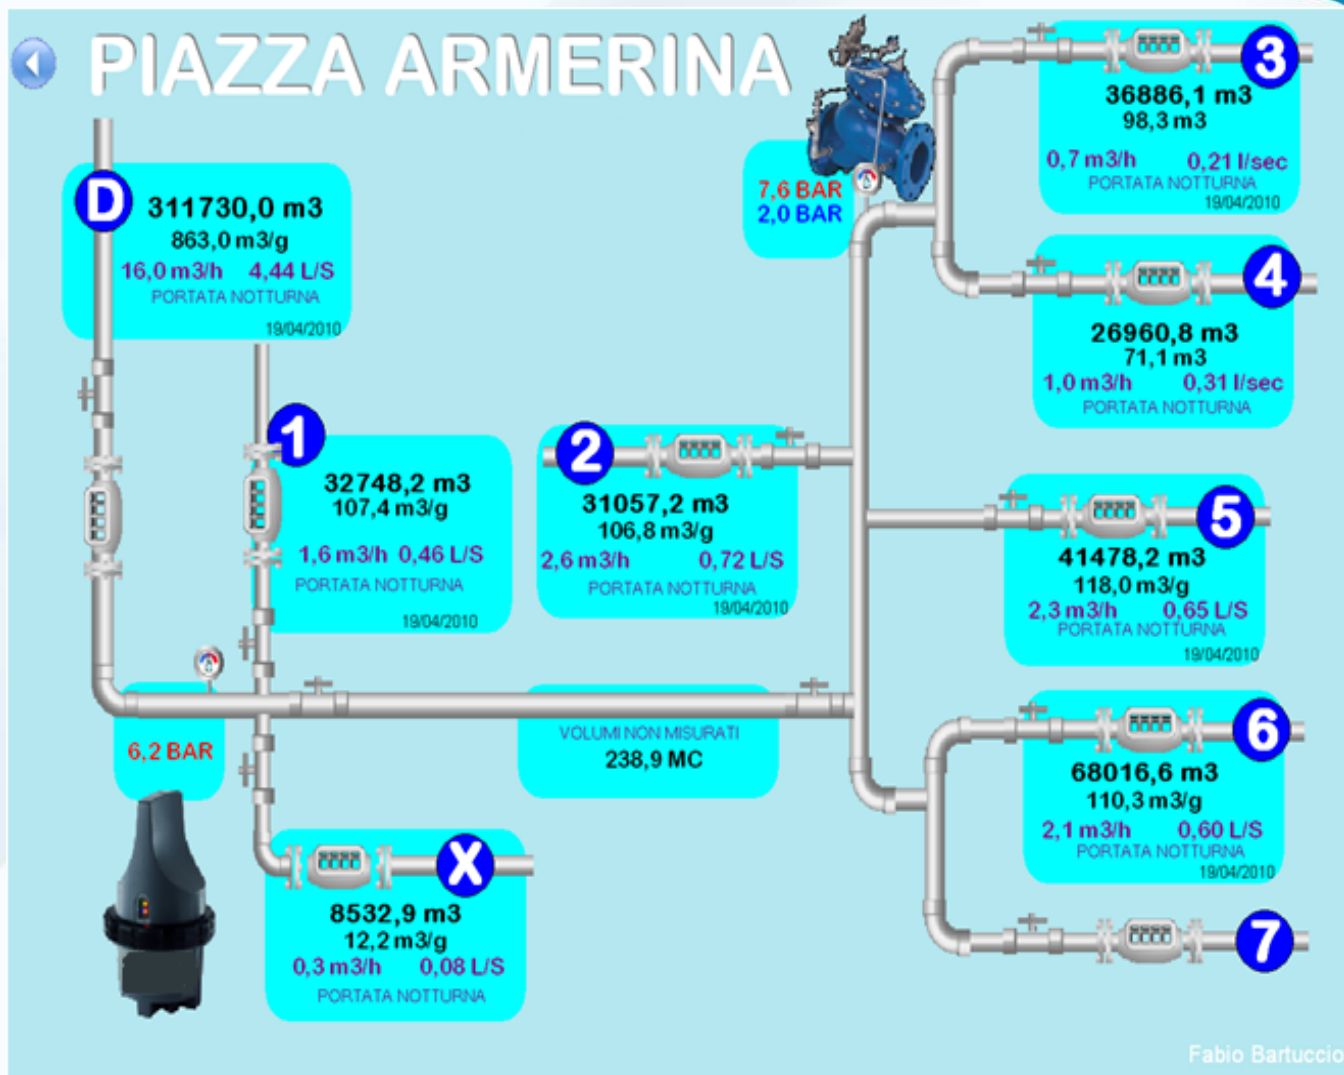 PIAZZA ARMERINA
D
311730,0 m3
863,0 m3/g
16,0 m3/h 4,44 L/S
PORTATA NOTTURNA
19/04/2010
1
32748,2 m3
107,4 m3/g
1,6 m3/h 0,46 L/S
PORTATA NOTTURNA
19/04/2010
6,2 BAR
X
8532,9 m3
12,2 m3/g
0,3 m3/h 0,08 L/S
PORTATA NOTTURNA
2
31057,2 m3
106,8 m3/g
2,6 m3/h 0,72 L/S
PORTATA NOTTURNA
19/04/2010
VOLUMI NON MISURATI
238,9 MC
7,6 BAR
2,0 BAR
3
36886,1 m3
98,3 m3
0,7 m3/h 0,21 l/sec
PORTATA NOTTURNA
19/04/2010
4
26960,8 m3
71,1 m3
1,0 m3/h 0,31 l/sec
PORTATA NOTTURNA
5
41478,2 m3
118,0 m3/g
2,3 m3/h 0,65 L/S
PORTATA NOTTURNA
19/04/2010
6
68016,6 m3
110,3 m3/g
2,1 m3/h 0,60 L/S
PORTATA NOTTURNA
19/04/2010
7
Fabio Bartuccio